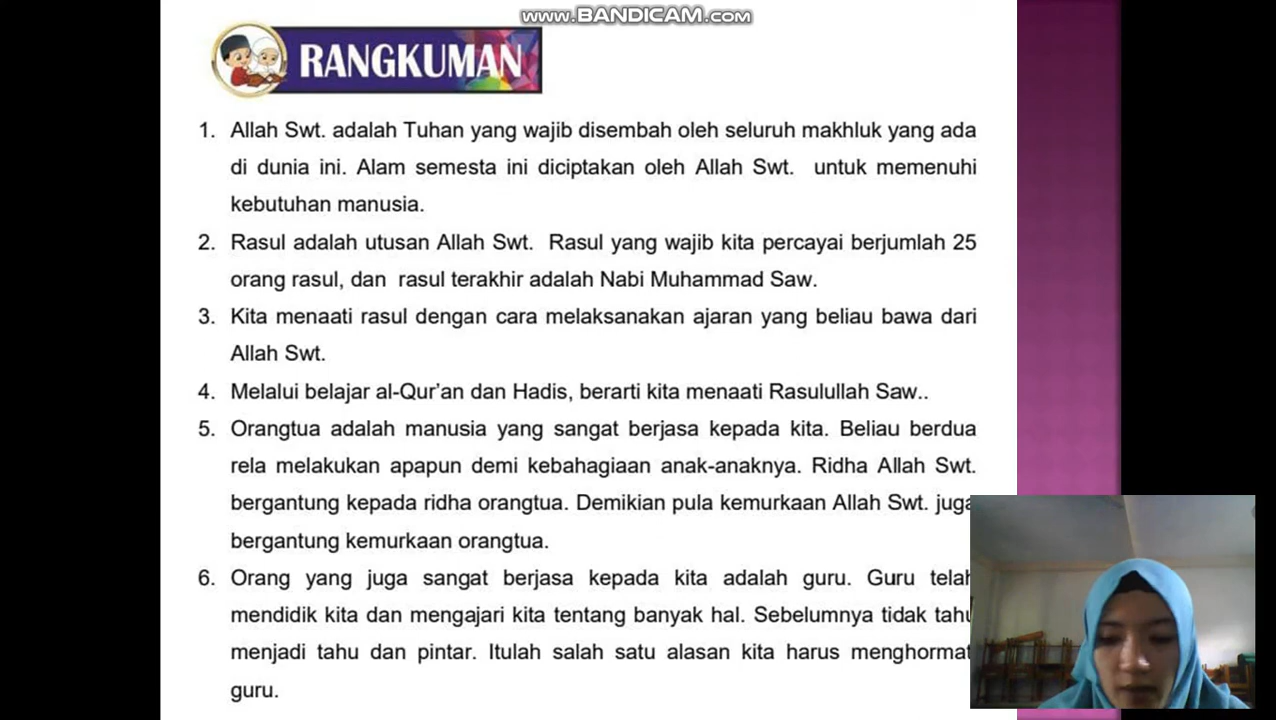 www.BANDICAM.com
RANGKUMAN
1. Allah Swt. adalah Tuhan yang wajib disembah oleh seluruh makhluk yang ada
di dunia ini. Alam semesta ini diciptakan oleh Allah Swt. untuk memenuhi
kebutuhan manusia.
2. Rasul adalah utusan Allah Swt. Rasul yang wajib kita percayai berjumlah 25
orang rasul, dan rasul terakhir adalah Nabi Muhammad Saw.
3. Kita menaati rasul dengan cara melaksanakan ajaran yang beliau bawa dari
Allah Swt.
4. Melalui belajar al-Qur’an dan Hadis, berarti kita menaati Rasulullah Saw..
5. Orangtua adalah manusia yang sangat berjasa kepada kita. Beliau berdua
rela melakukan apapun demi kebahagiaan anak-anaknya. Ridha Allah Swt.
bergantung kepada ridha orangtua. Demikian pula kemurkaan Allah Swt. juga
bergantung kemurkaan orangtua.
6. Orang yang juga sangat berjasa kepada kita adalah guru. Guru telah
mendidik kita dan mengajari kita tentang banyak hal. Sebelumnya tidak tahu
menjadi tahu dan pintar. Itulah salah satu alasan kita harus menghormat
guru.